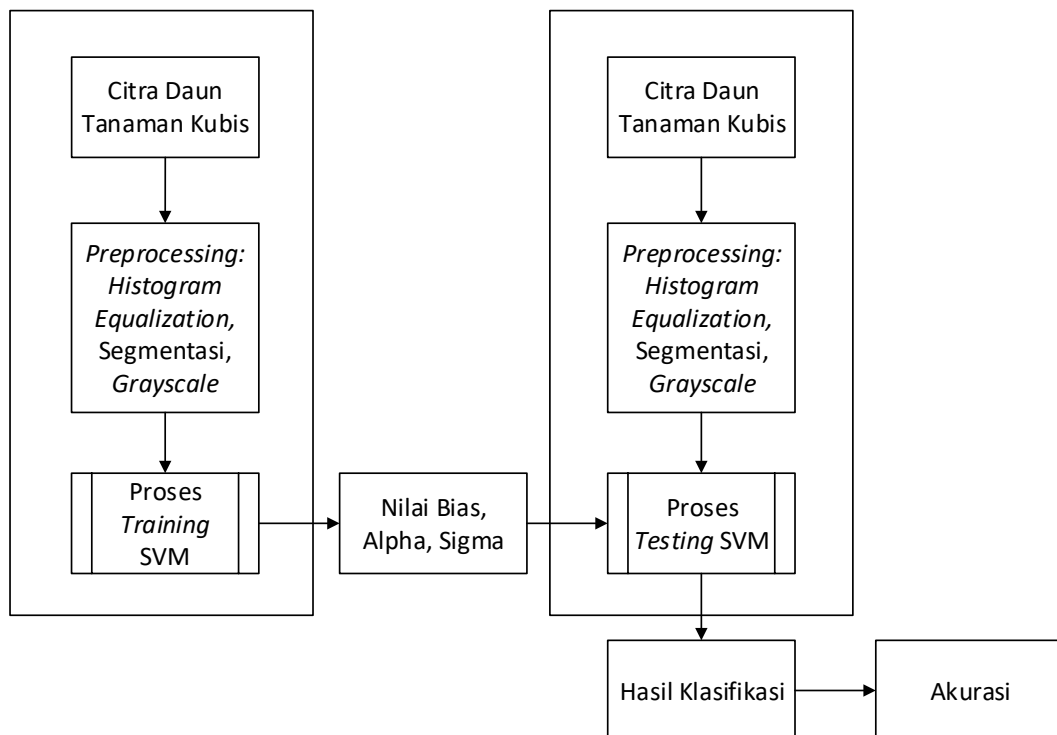 Citra Daun
Tanaman Kubis
Preprocessing:
Histogram
Equalization,
Segmentasi,
Grayscale
Proses
Training
SVM
Nilai Bias,
Alpha, Sigma
Citra Daun
Tanaman Kubis
Preprocessing:
Histogram
Equalization,
Segmentasi,
Grayscale
Proses
Testing SVM
Hasil Klasifikasi
Akurasi